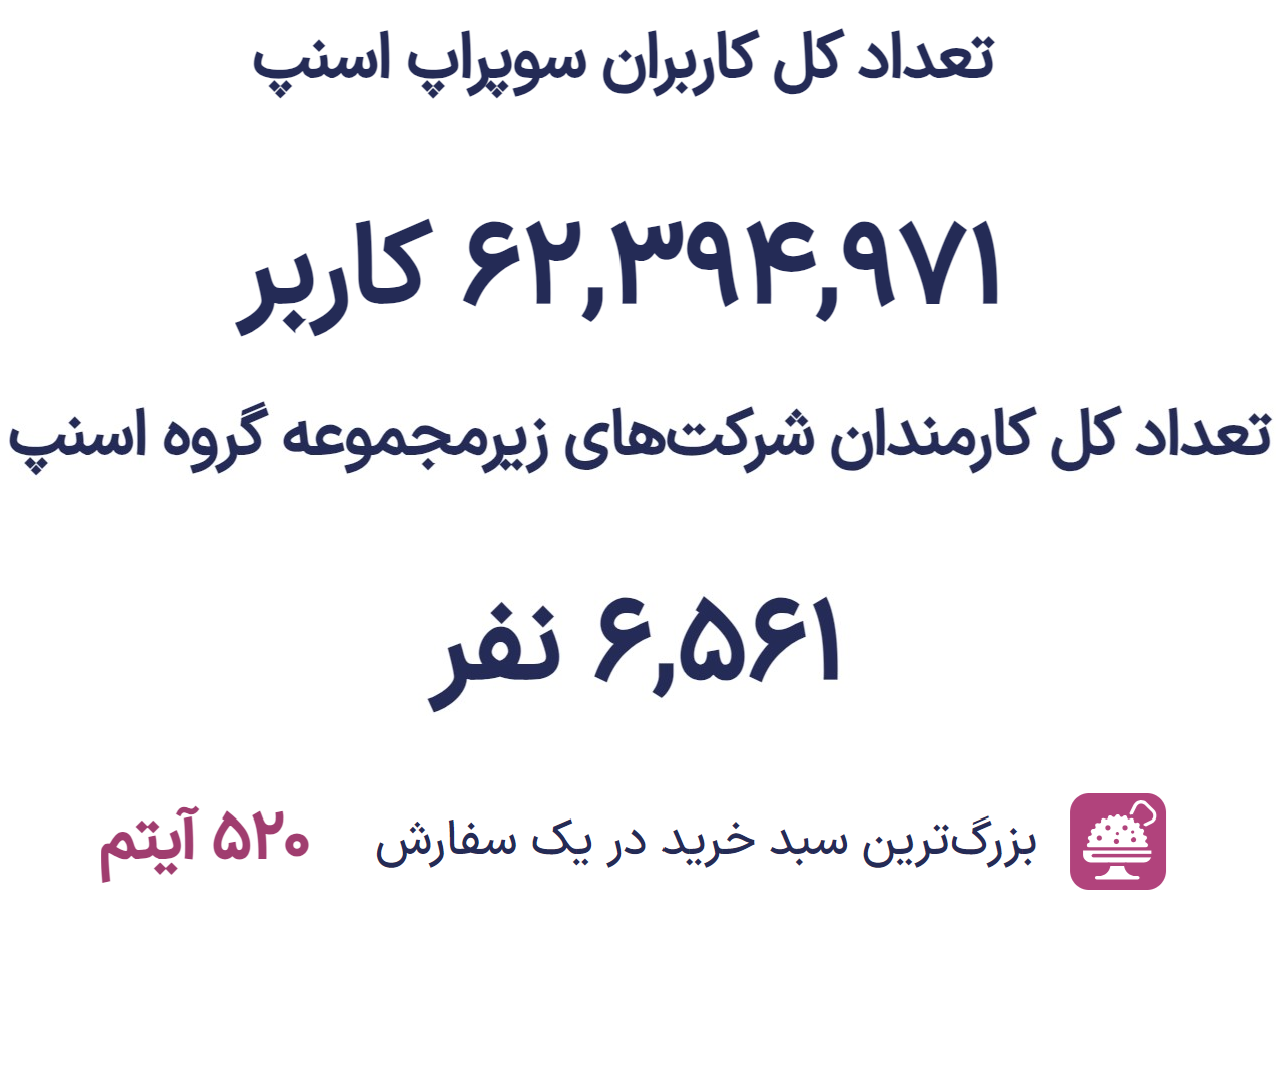 تعداد کل کاربران سوپراپ اسنپ
۶۲,۳۹۴,۹۷۱ کاربر
تعداد کل کارمندان شرکت‌های زیرمجموعه گروه اسنپ
۶,۵۶۱ نفر
بزرگ‌ترین سبد خرید در یک سفارش ۵۲۰ آیتم